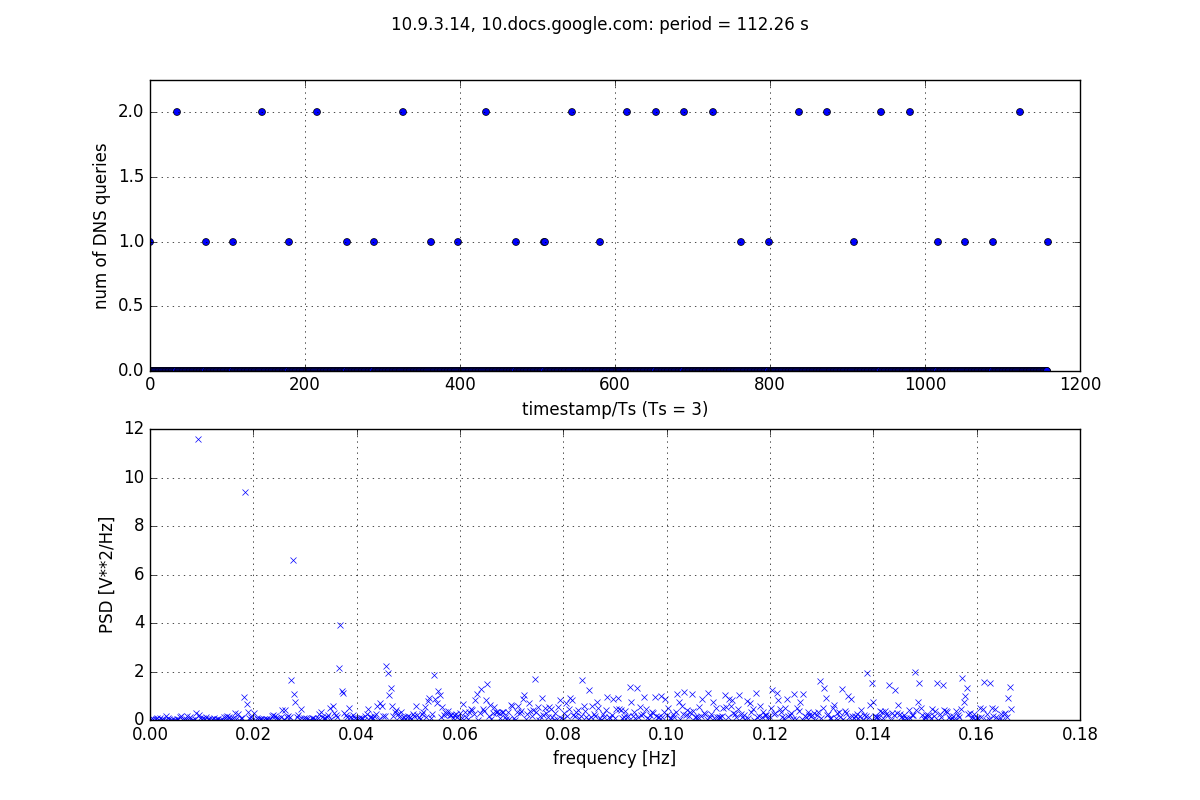 10.9.3.14, 10.docs.google.com: period = 112.26 s
2.0
1.5
1.0
0.5
0.0
num of DNS queries
0 200 400 600 800 1000 1200
timestamp/Ts (Ts = 3)
12
10
8
6
4
2
0
PSD [V**2/Hz]
0.00 0.02 0.04 0.06 0.08 0.10 0.12 0.14 0.16 0.18
frequency [Hz]